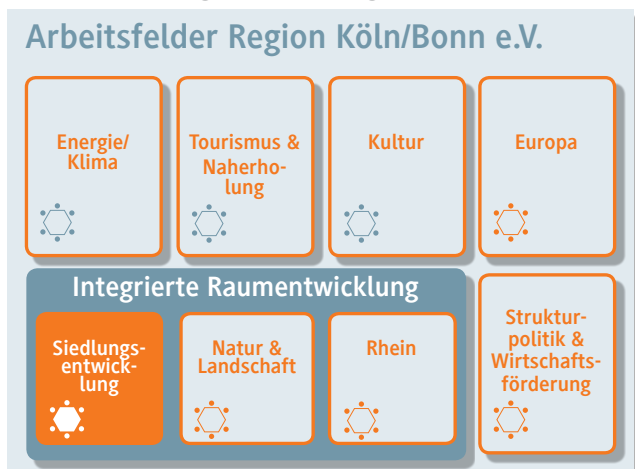 Arbeitsfelder Region Köln/Bonn e.V.
Energie/
Klima
Tourismus &
Naherho-
lung
Kultur
Europa
Integrierte Raumentwicklung
Siedlungs-
entwick-
lung
Natur &
Landschaft
Rhein
Struktur-
politik &
Wirtschafts-
förderung